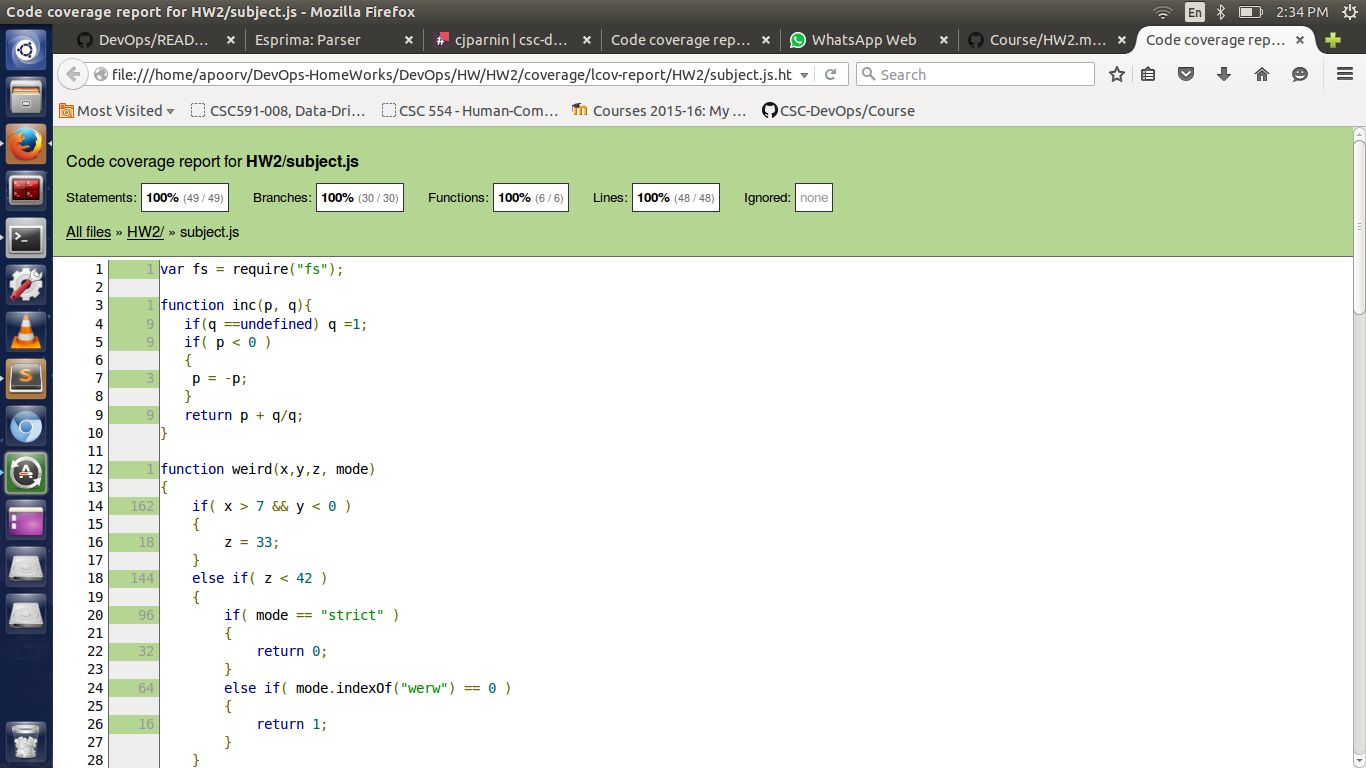 Code coverage report for HW2/subject.js - Mozilla Firefox
En
2:34 PM
DevOps/READ... ×
Esprima: Parser ×
cjparnin | csc-d... ×
Code coverage rep... ×
WhatsApp Web ×
Course/HW2.m... ×
Code coverage rep... ×
file:///home/apoorv/DevOps-HomeWorks/DevOps/HW/HW2/coverage/lcov-report/HW2/subject.js.ht
Search
Most Visited
CSC591-008, Data-Dri...
CSC 554 - Human-Com...
Courses 2015-16: My ...
CSC-DevOps/Course
Code coverage report for HW2/subject.js
Statements: 100% (49 / 49) Branches: 100% (30 / 30) Functions: 100% (6 / 6) Lines: 100% (48 / 48) Ignored: none
All files » HW2/ » subject.js
1 1 var fs = require("fs");
2
3 1 function inc(p, q){
4 9 if(q ==undefined) q =1;
5 9 if( p < 0 )
6 {
7 3 p = -p;
8 }
9 9 return p + q/q;
10 }
11
12 1 function weird(x,y,z, mode)
13 {
14 162 if( x > 7 && y < 0 )
15 {
16 18 z = 33;
17 }
18 144 else if( z < 42 )
19 {
20 96 if( mode == "strict" )
21 {
22 32 return 0;
23 }
24 64 else if( mode.indexOf("werw") == 0 )
25 {
26 16 return 1;
27 }
28 }